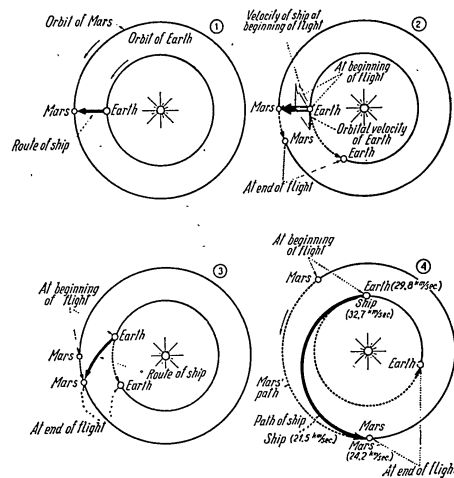 Orbit of Mars
Orbil of Earth
1
Mars
Earth
Route of ship
Velocity of ship at
beginning of flight
2
At beginning
of flight
Mars
Earth
Orbital velocity
of Earth
Mars
Earth
At end of flight
3
At beginning
of flight
Earth
Mars
Mars
Route of ship
Earth
At end of flight
At beginning
of flight
4
Mars
Earth (29,8 km/sec)
Ship
(32,7 km/sec)
Earth
Mars'
path
Path of ship
Ship (21,5 km/sec)
Mars
Mars
(24,2 km/sec.)
At end of flight